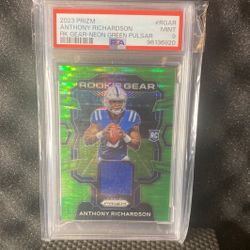 2023 PRIZM #RGAR
ANTHONY RICHARDSON MINT
RK GEAR-NEON GREEN PULSAR 9
PSA 96136920
ROOKIE GEAR
RC
PRIZM
ANTHONY RICHARDSON